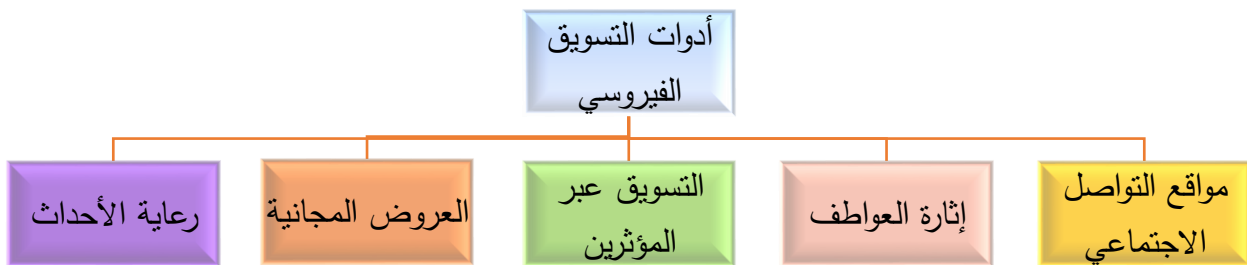 أدوات التسويق
الفيروسي
مواقع التواصل
الاجتماعي
إثارة العواطف
التسويق عبر
المؤثرين
العروض المجانية
رعاية الأحداث